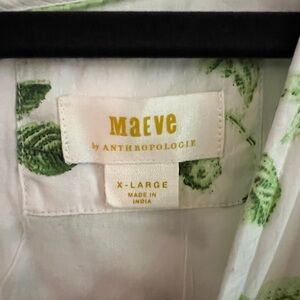 MaEve
by ANTHROPOLOGIE
X-LARGE
MADE IN
INDIA